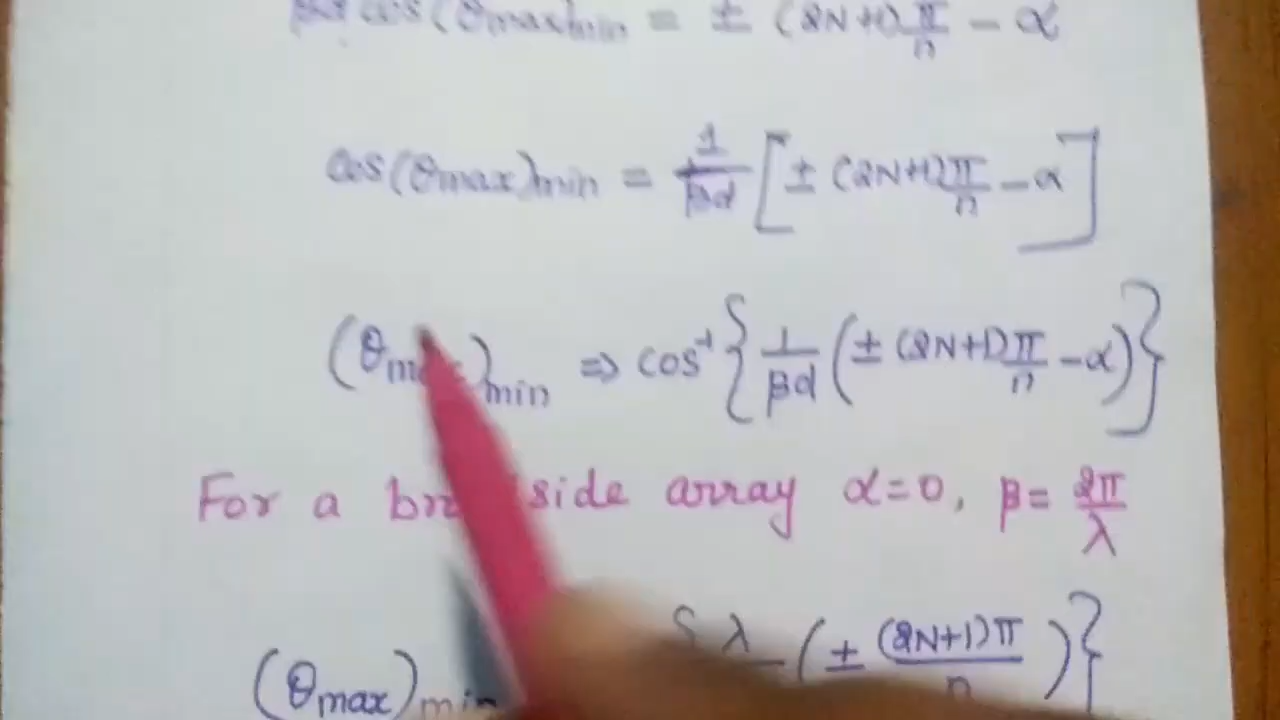 βd cos(θmax)min = ± (2N+1)π/n - α
cos(θmax)min = 1/βd [± (2N+1)π/n - α]
(θmax)min ⇒ cos⁻¹ {1/βd (± (2N+1)π/n - α)}
For a side array α=0, β= 2π/λ
(θmax)min λ (± (2N+1)π/n )}